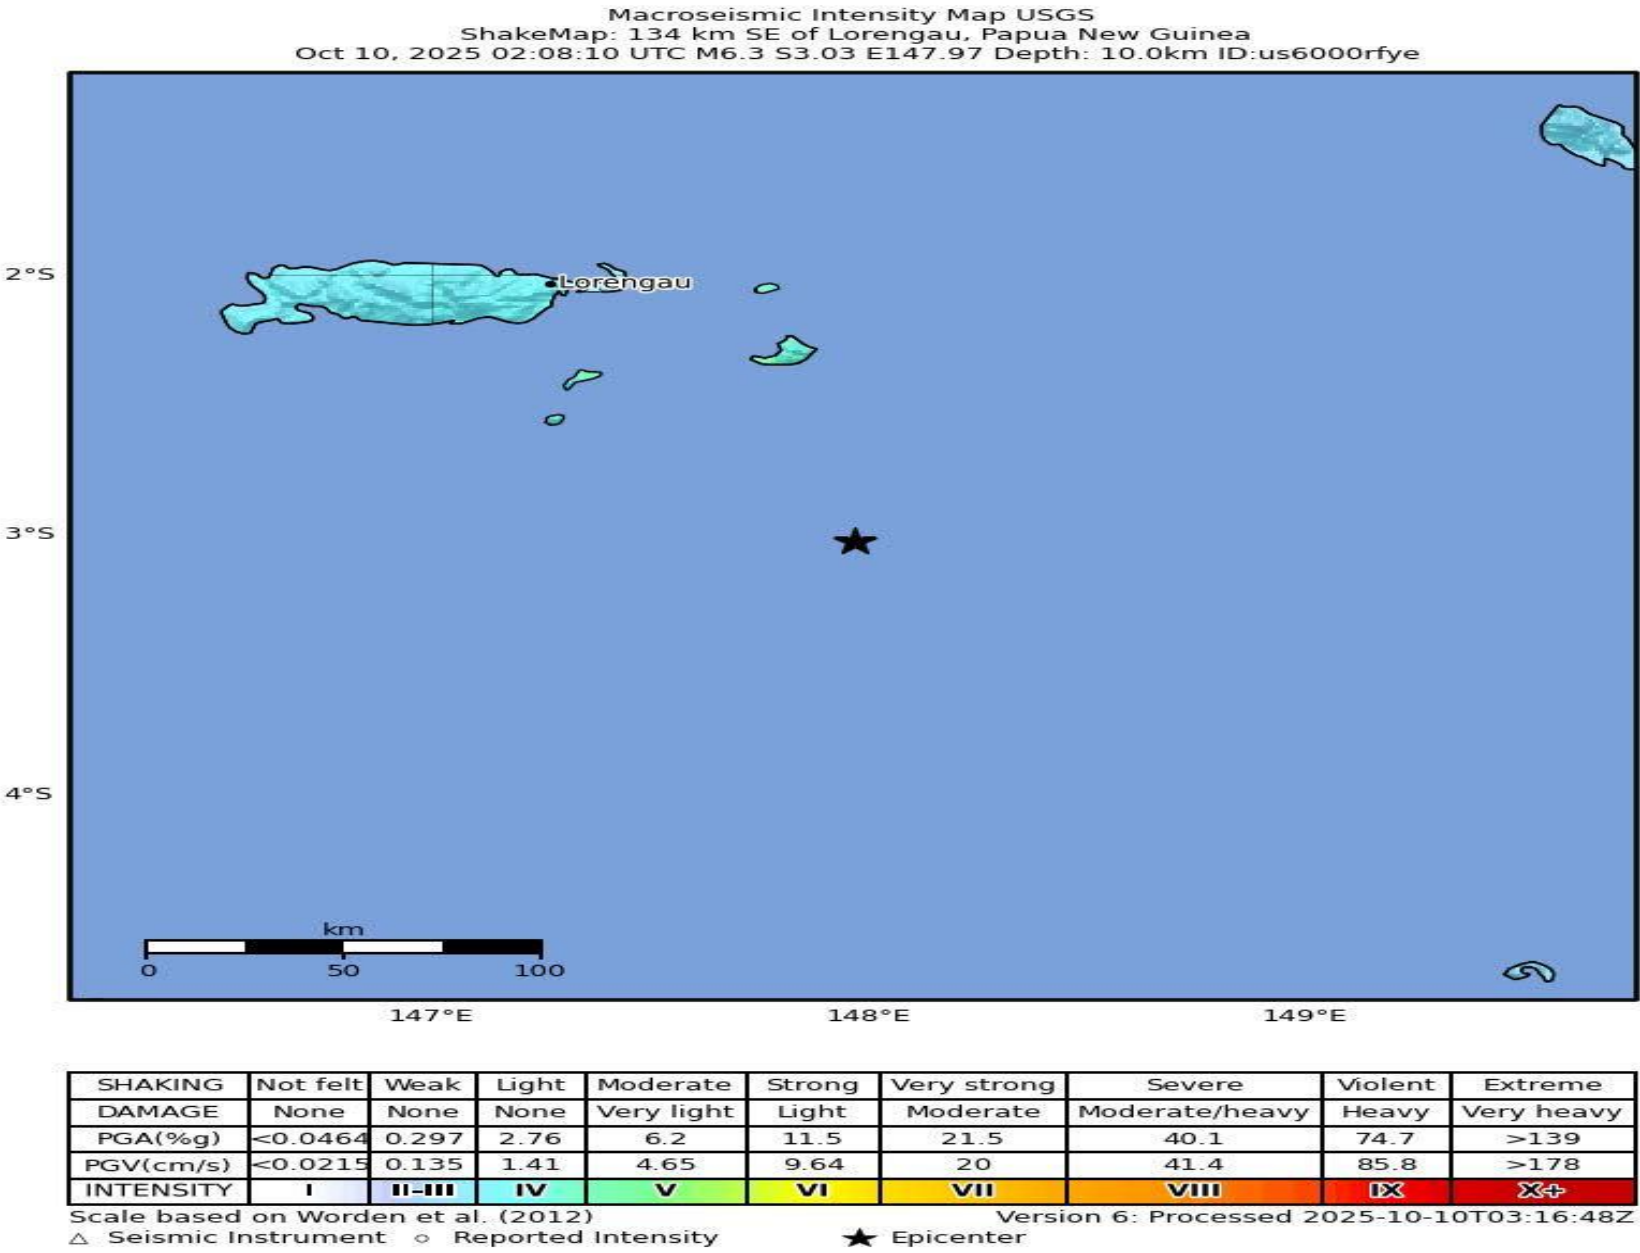 Macroseismic Intensity Map USGS
ShakeMap: 134 km SE of Lorengau, Papua New Guinea
Oct 10, 2025 02:08:10 UTC M6.3 S3.03 E147.97 Depth: 10.0km ID:us6000rfye
2°S
Lorengau
3°S
4°S
km
0 50 100
147°E 148°E 149°E
SHAKING Not felt Weak Light Moderate Strong Very strong Severe Violent Extreme
DAMAGE None None None Very light Light Moderate Moderate/heavy Heavy Very heavy
PGA(%g) <0.0464 0.297 2.76 6.2 11.5 21.5 40.1 74.7 >139
PGV(cm/s) <0.0215 0.135 1.41 4.65 9.64 20 41.4 85.8 >178
INTENSITY I II-III IV V VI VII VIII IX X+
Scale based on Worden et al. (2012) Version 6: Processed 2025-10-10T03:16:48Z
△ Seismic Instrument ○ Reported Intensity ★ Epicenter